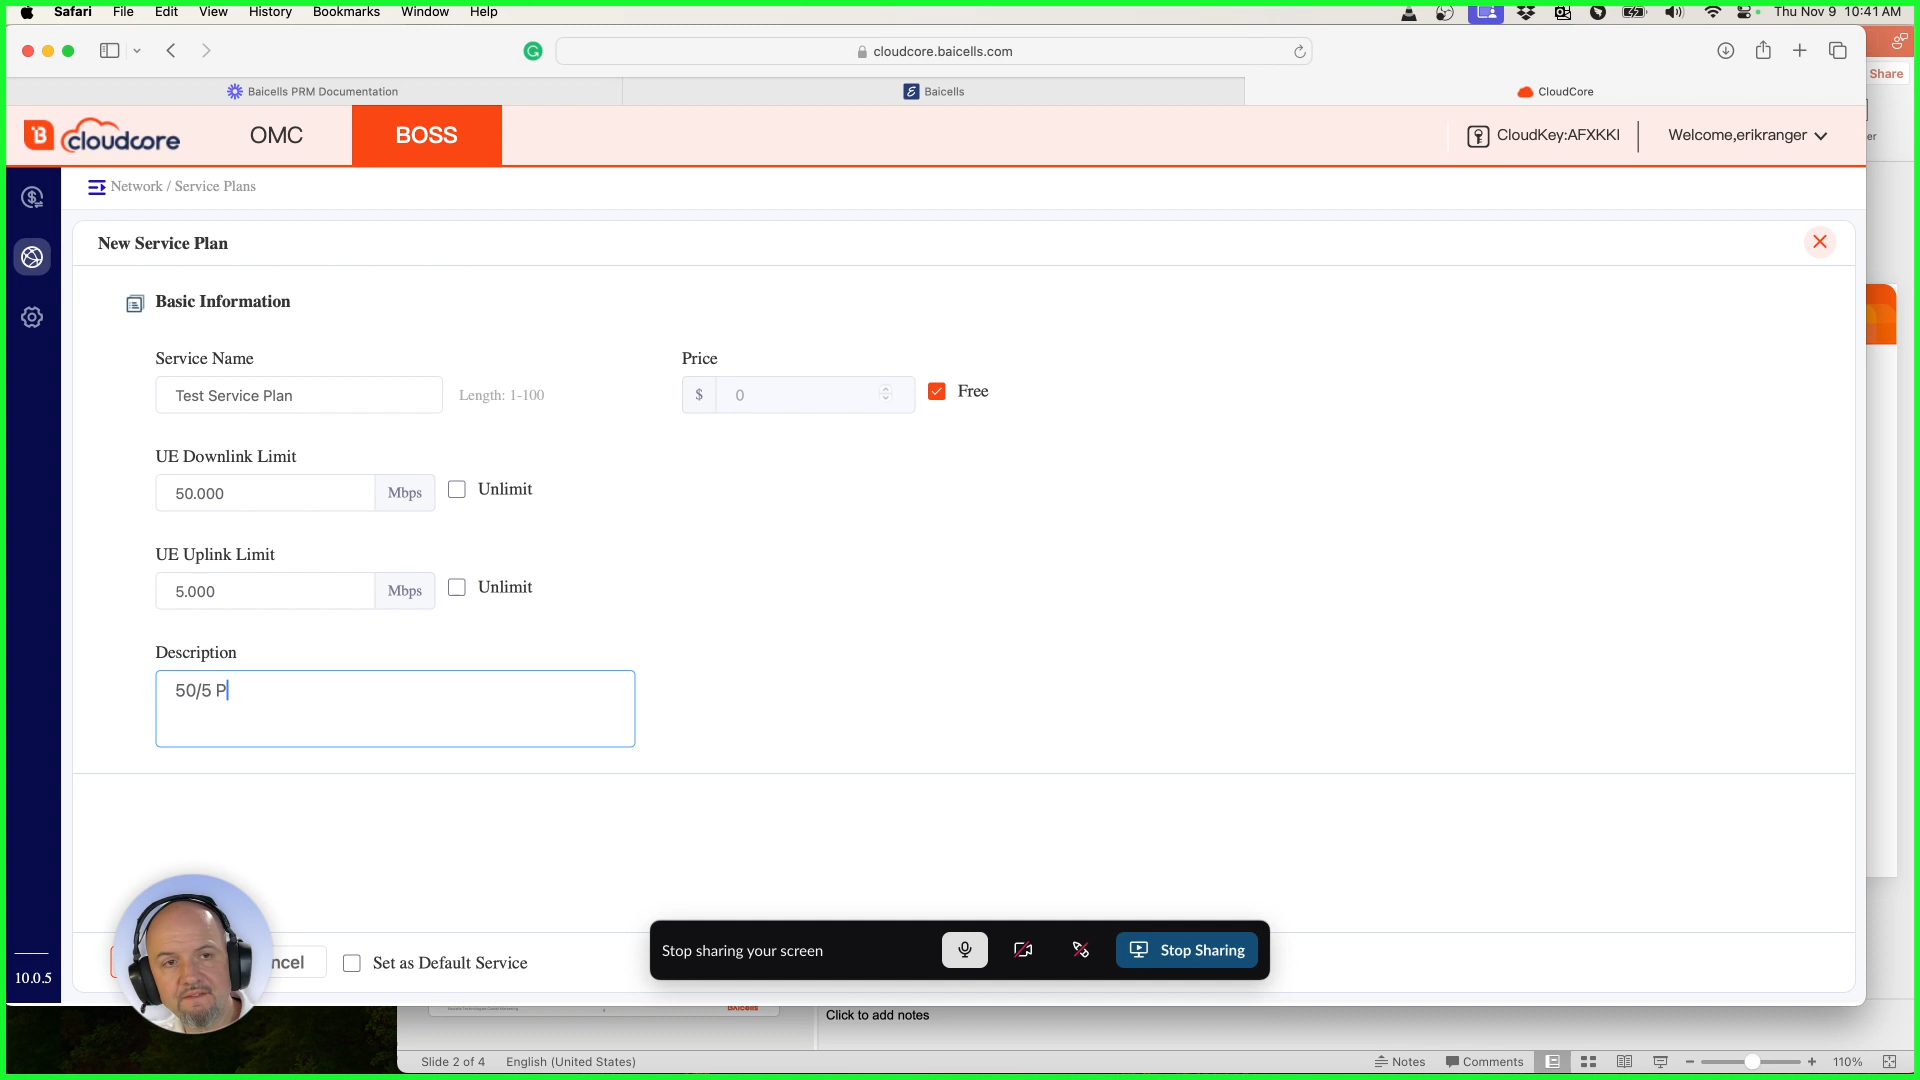 Safari File Edit View History Bookmarks Window Help Thu Nov 9 10:41 AM
cloudcore.baicells.com
Share
Baicells PRM Documentation
Baicells
CloudCore
cloudcore
OMC
BOSS
CloudKey:AFXKKI
Welcome,erikranger
er
Network / Service Plans
New Service Plan
Basic Information
Service Name
Price
Test Service Plan
Length: 1-100
$ 0
Free
UE Downlink Limit
50.000 Mbps
Unlimit
UE Uplink Limit
5.000 Mbps
Unlimit
Description
50/5 P
ncel
Set as Default Service
Stop sharing your screen
Stop Sharing
10.0.5
Click to add notes
Slide 2 of 4 English (United States) Notes Comments 110%